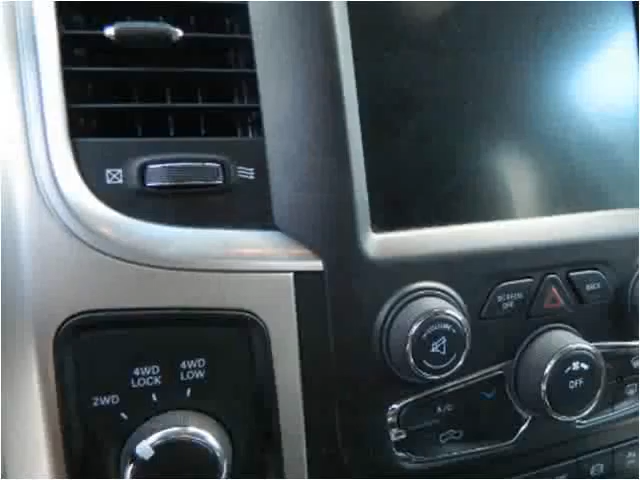 4WD
LOCK
4WD
LOW
2WD
VOLUME
SCREEN
OFF
BACK
OFF
A/C